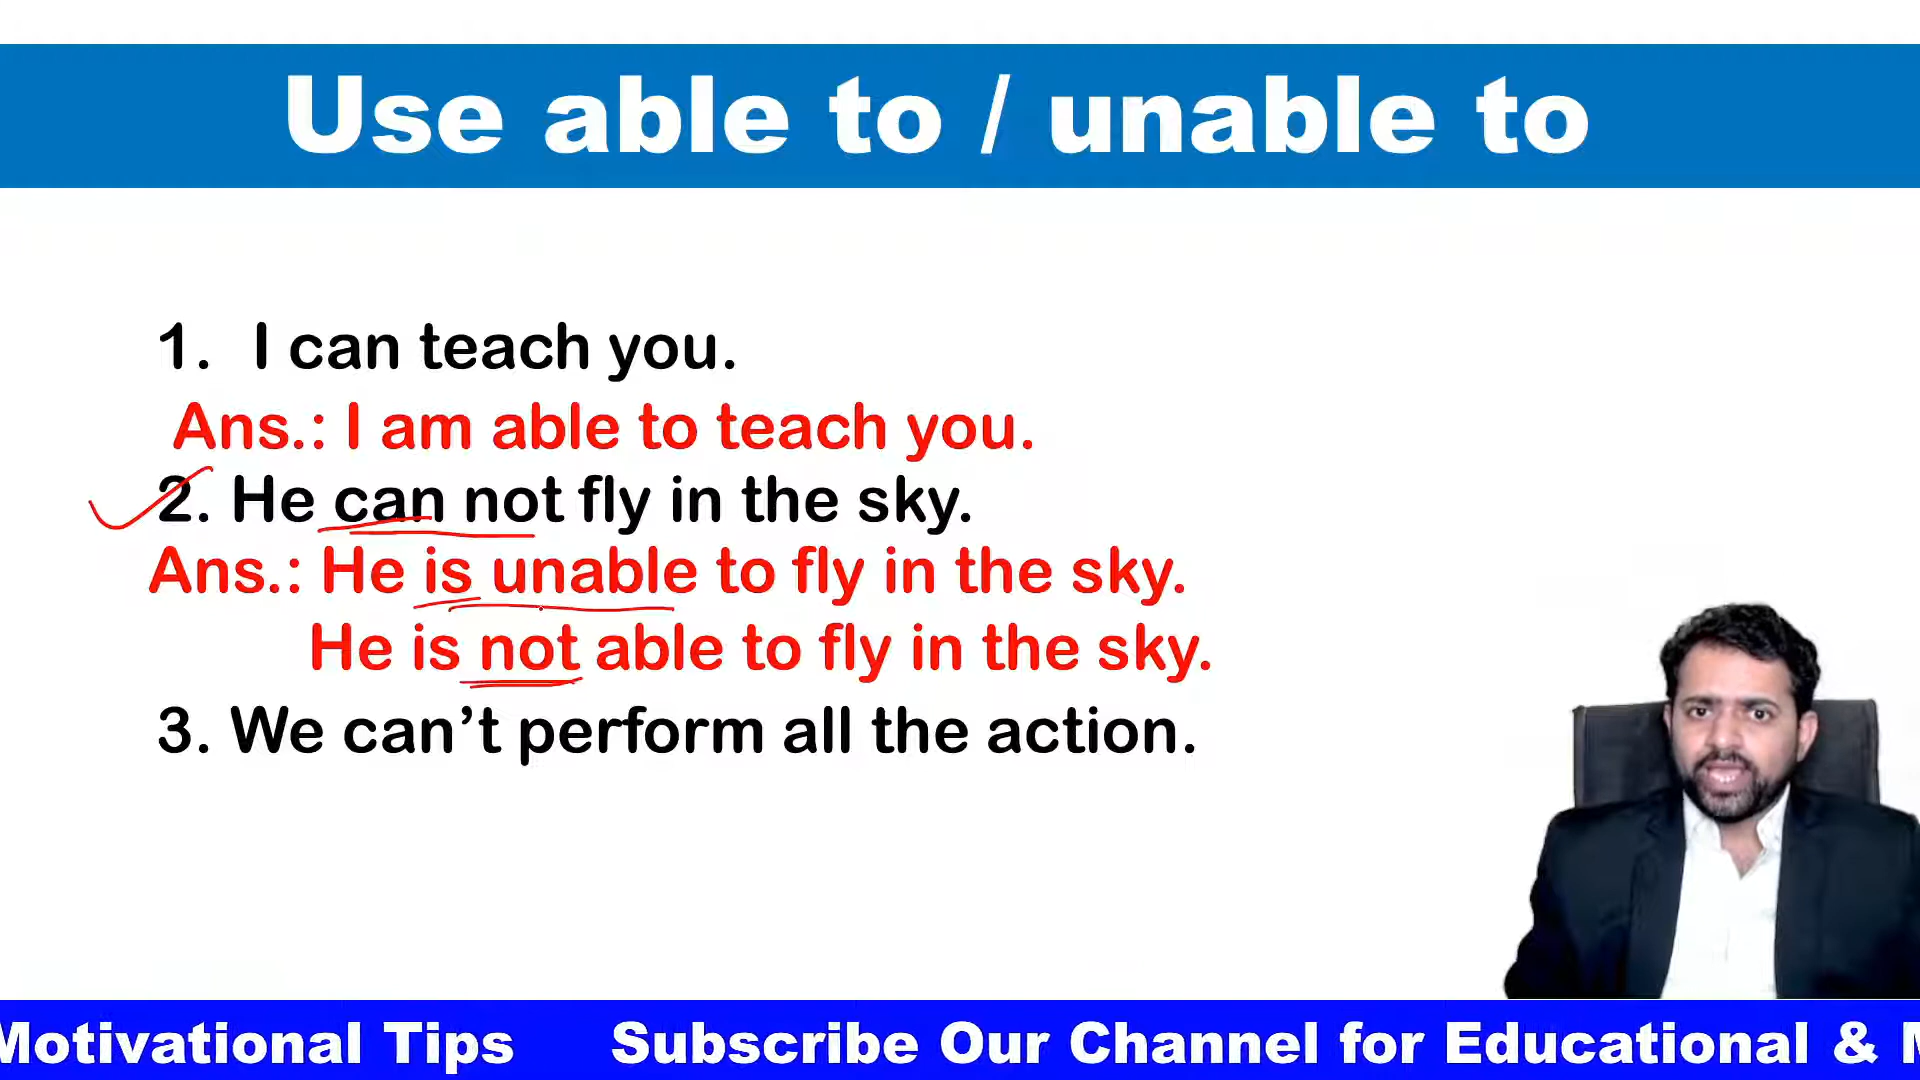 Use able to / unable to
1. I can teach you.
Ans.: I am able to teach you.
2. He can not fly in the sky.
Ans.: He is unable to fly in the sky.
He is not able to fly in the sky.
3. We can't perform all the action.
Motivational Tips Subscribe Our Channel for Educational &